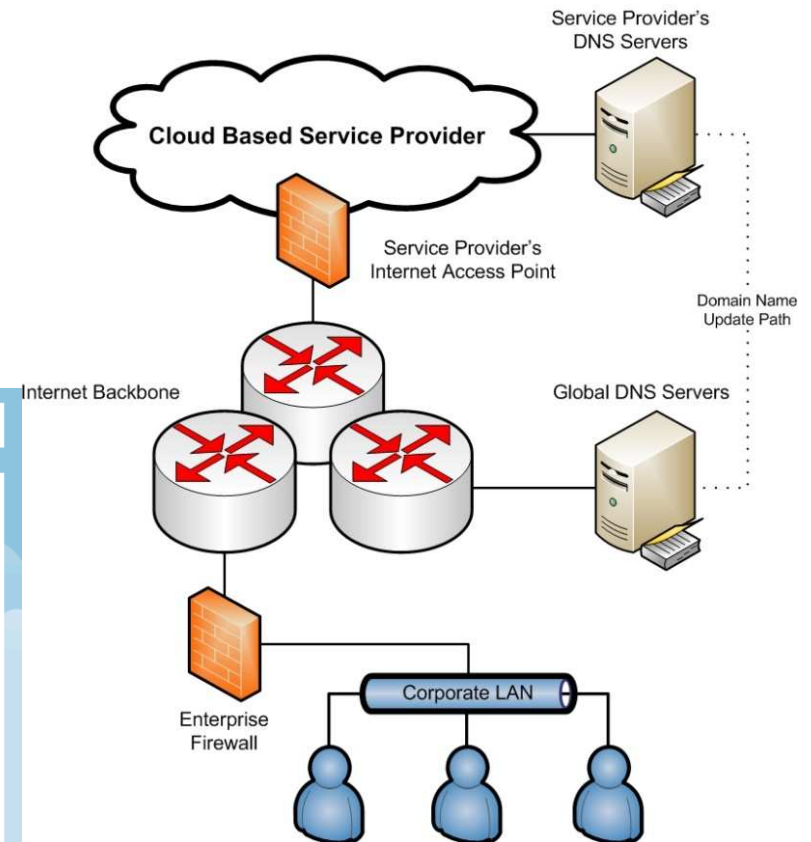 Service Provider's
DNS Servers
Cloud Based Service Provider
Service Provider's
Internet Access Point
Domain Name
Update Path
Internet Backbone
Global DNS Servers
Corporate LAN
Enterprise
Firewall